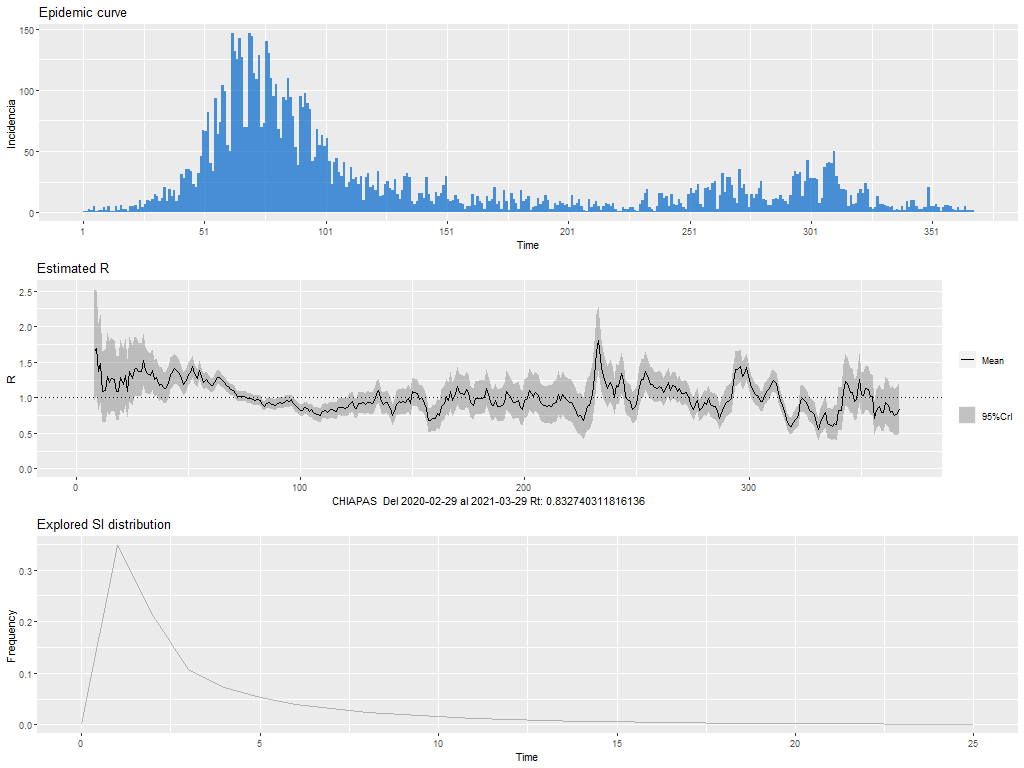 Epidemic curve
150
100
50
0
Incidencia
1 51 101 151 201 251 301 351
Time
Estimated R
2.5
2.0
1.5
1.0
0.5
0.0
R
Mean
95%CrI
0 100 200 300
CHIAPAS Del 2020-02-29 al 2021-03-29 Rt: 0.832740311816136
Explored SI distribution
0.3
0.2
0.1
0.0
Frequency
0 5 10 15 20 25
Time